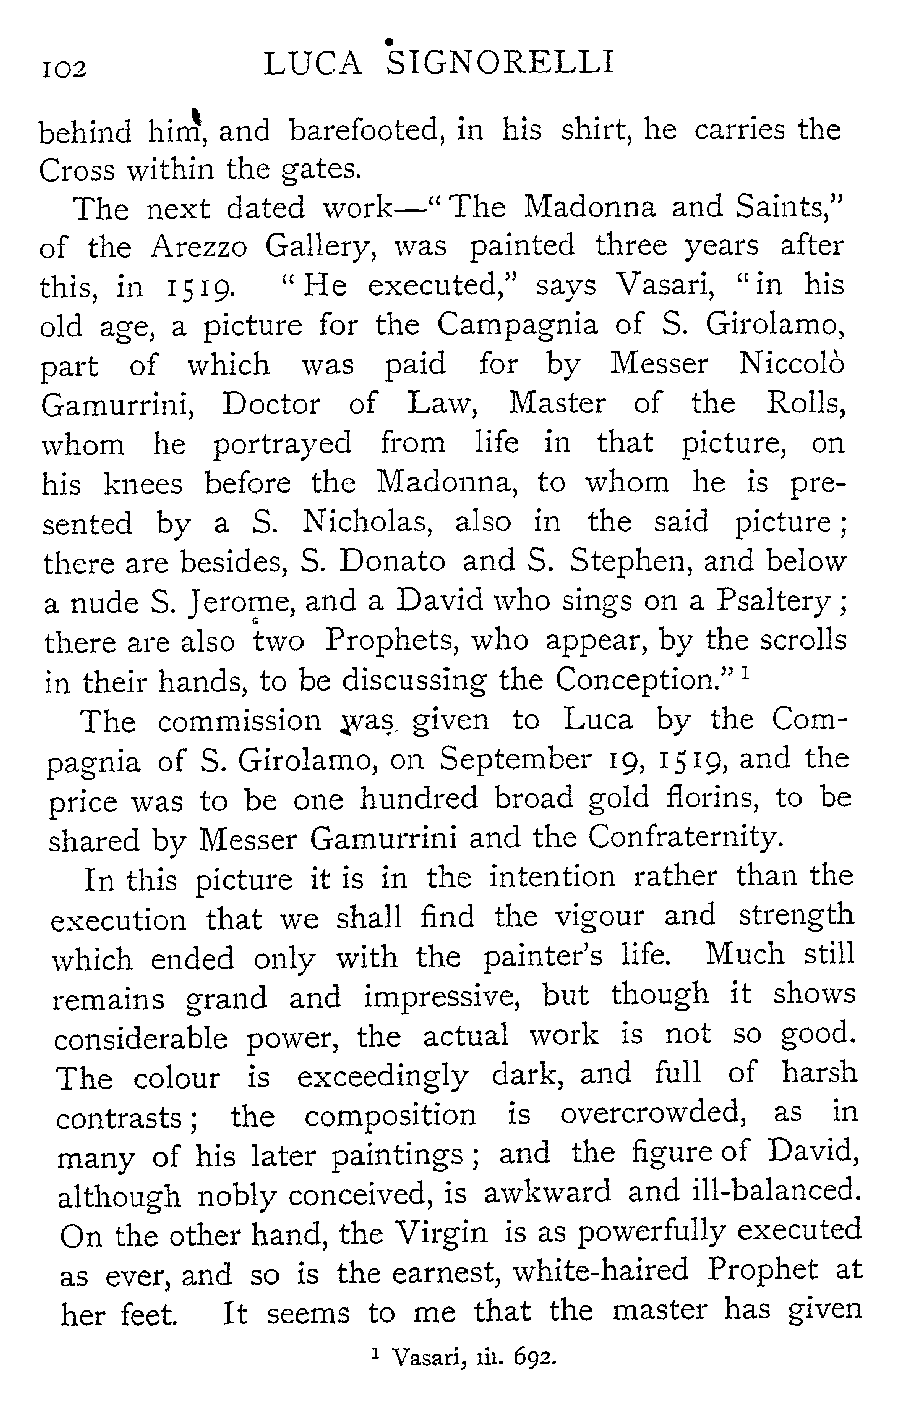 102 LUCA SIGNORELLI
behind him, and barefooted, in his shirt, he carries the
Cross within the gates.
The next dated work—"The Madonna and Saints,"
of the Arezzo Gallery, was painted three years after
this, in 1519. "He executed," says Vasari, "in his
old age, a picture for the Campagnia of S. Girolamo,
part of which was paid for by Messer Niccolò
Gamurrini, Doctor of Law, Master of the Rolls,
whom he portrayed from life in that picture, on
his knees before the Madonna, to whom he is pre-
sented by a S. Nicholas, also in the said picture;
there are besides, S. Donato and S. Stephen, and below
a nude S. Jerome, and a David who sings on a Psaltery;
there are also two Prophets, who appear, by the scrolls
in their hands, to be discussing the Conception." 1
The commission was given to Luca by the Com-
pagnia of S. Girolamo, on September 19, 1519, and the
price was to be one hundred broad gold florins, to be
shared by Messer Gamurrini and the Confraternity.
In this picture it is in the intention rather than the
execution that we shall find the vigour and strength
which ended only with the painter's life. Much still
remains grand and impressive, but though it shows
considerable power, the actual work is not so good.
The colour is exceedingly dark, and full of harsh
contrasts; the composition is overcrowded, as in
many of his later paintings; and the figure of David,
although nobly conceived, is awkward and ill-balanced.
On the other hand, the Virgin is as powerfully executed
as ever, and so is the earnest, white-haired Prophet at
her feet. It seems to me that the master has given
1 Vasari, iii. 692.